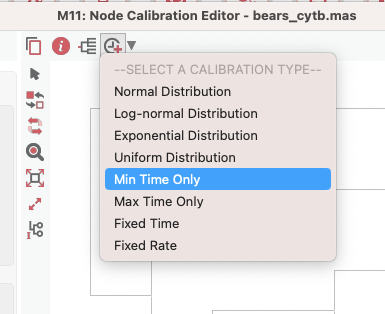 M11: Node Calibration Editor - bears_cytb.mas
--SELECT A CALIBRATION TYPE--
Normal Distribution
Log-normal Distribution
Exponential Distribution
Uniform Distribution
Min Time Only
Max Time Only
Fixed Time
Fixed Rate